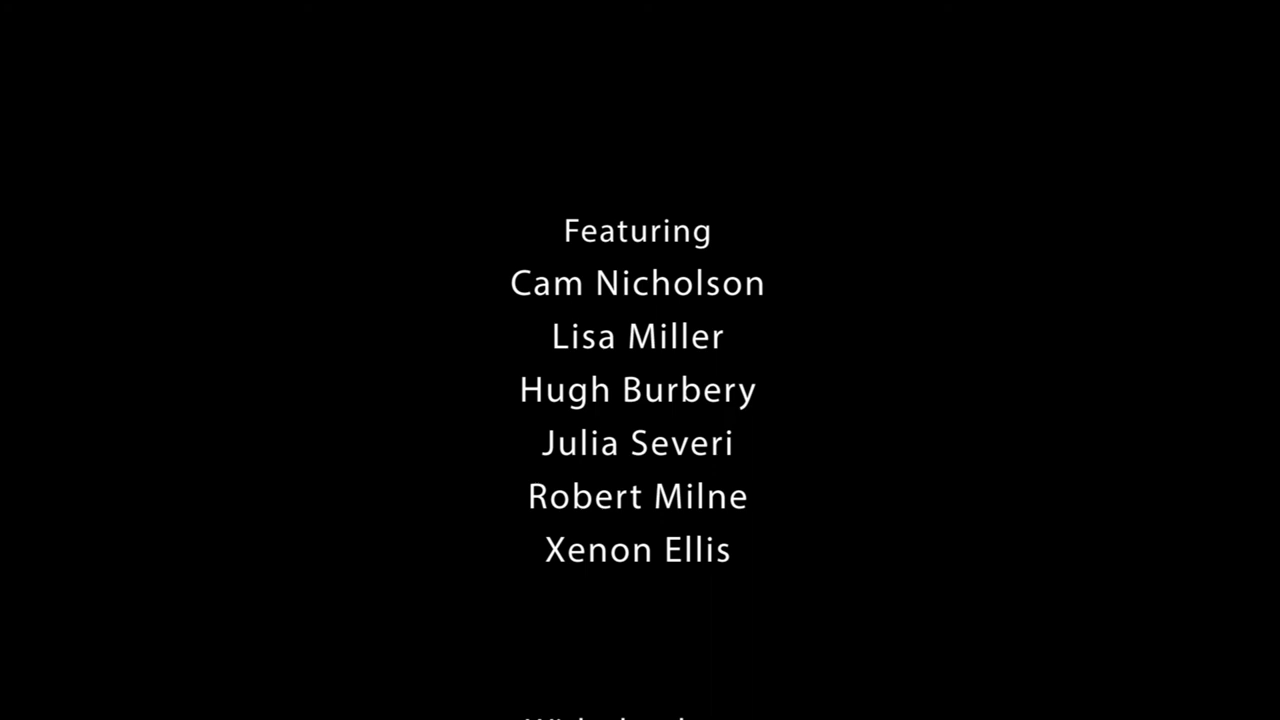 Featuring
Cam Nicholson
Lisa Miller
Hugh Burbery
Julia Severi
Robert Milne
Xenon Ellis